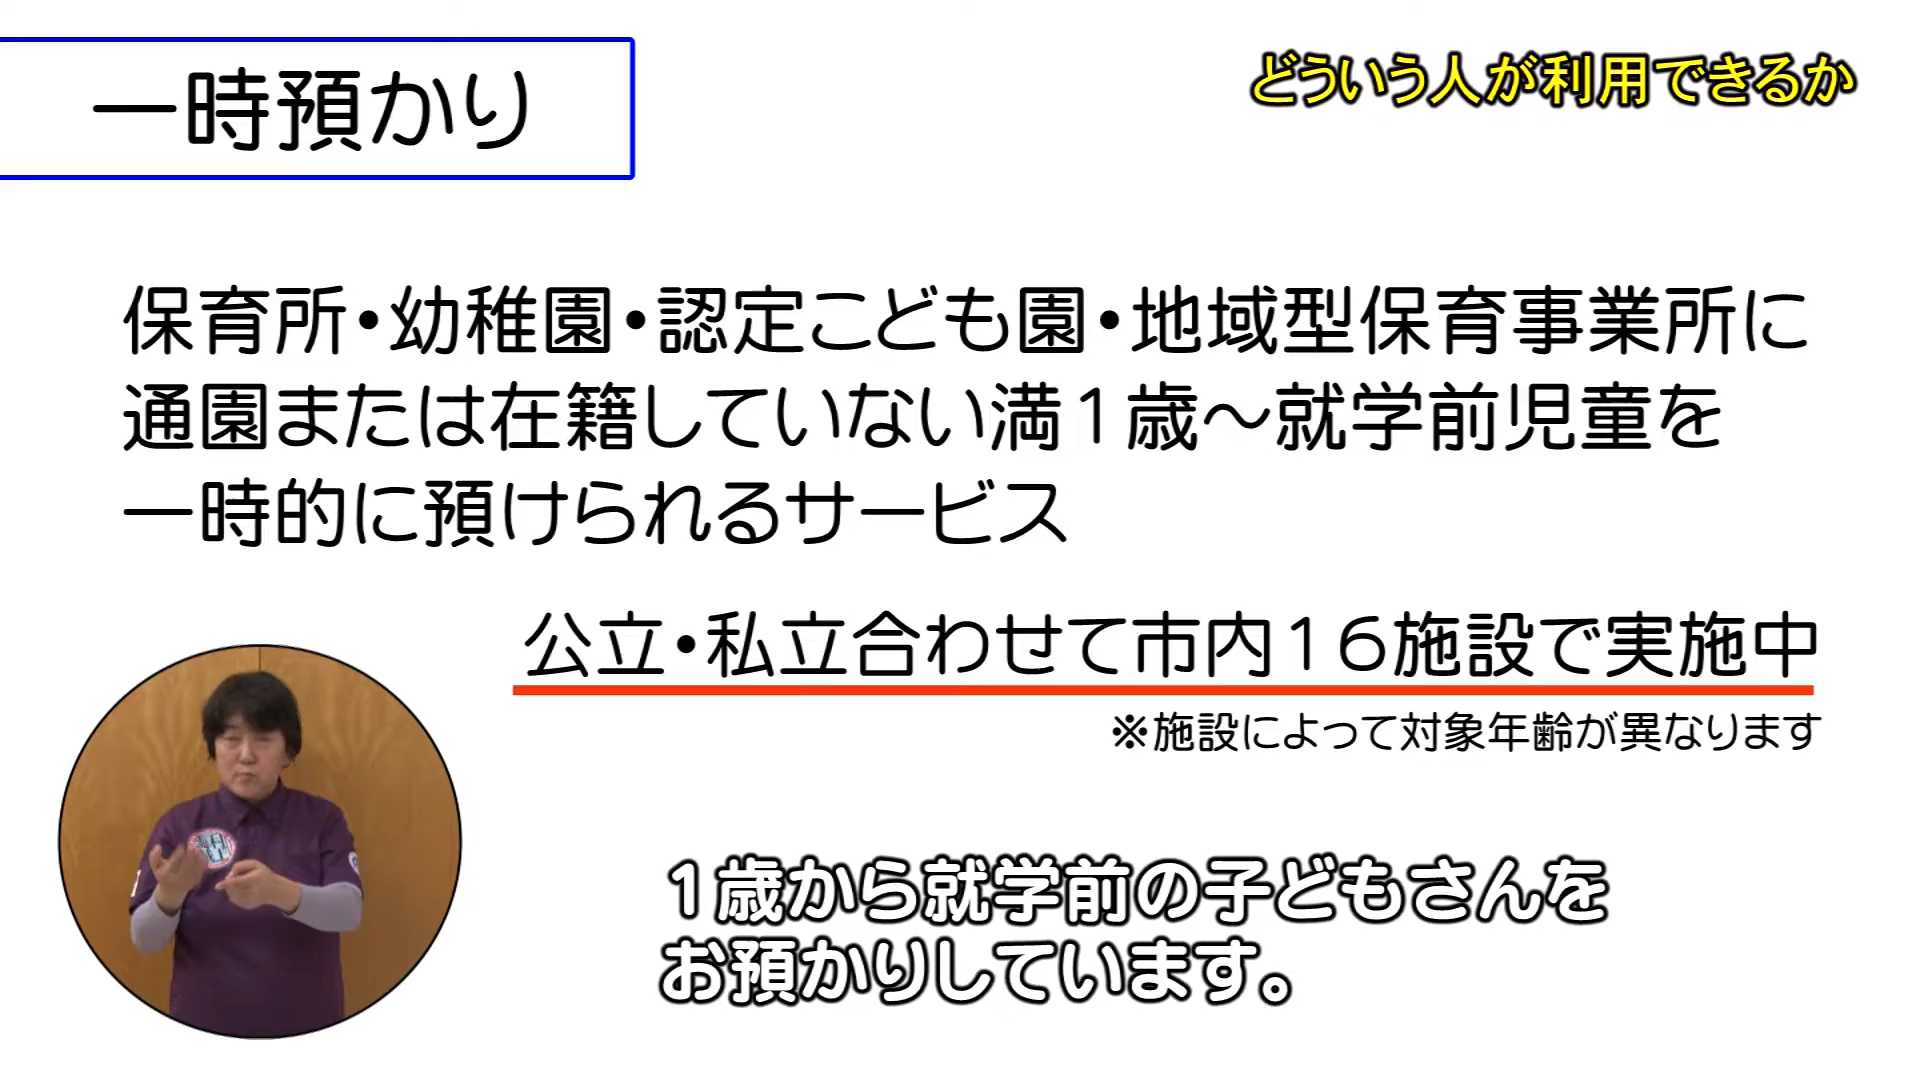 一時預かり
どういう人が利用できるか
保育所・幼稚園・認定こども園・地域型保育事業所に
通園または在籍していない満１歳～就学前児童を
一時的に預けられるサービス
公立・私立合わせて市内１６施設で実施中
※施設によって対象年齢が異なります
１歳から就学前の子どもさんを
お預かりしています。